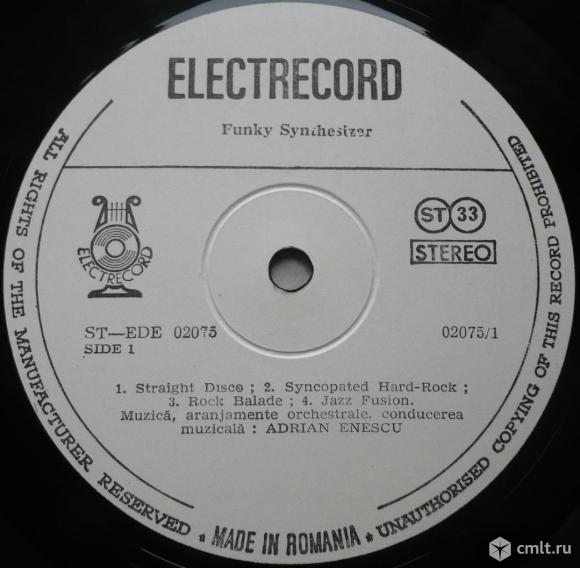 ELECTRECORD
Funky Synthesizer
ELECTRECORD
ST 33
STEREO
ST—EDE 02075
02075/1
SIDE 1
1. Straight Disco ; 2. Syncopated Hard-Rock ;
3. Rock Balade ; 4. Jazz Fusion.
Muzică, aranjamente orchestrale, conducerea
muzicală : ADRIAN ENESCU
ALL RIGHTS OF THE MANUFACTURER RESERVED ★ MADE IN ROMANIA ★ UNAUTHORISED COPYING OF THIS RECORD PROHIBITED
cmlt.ru